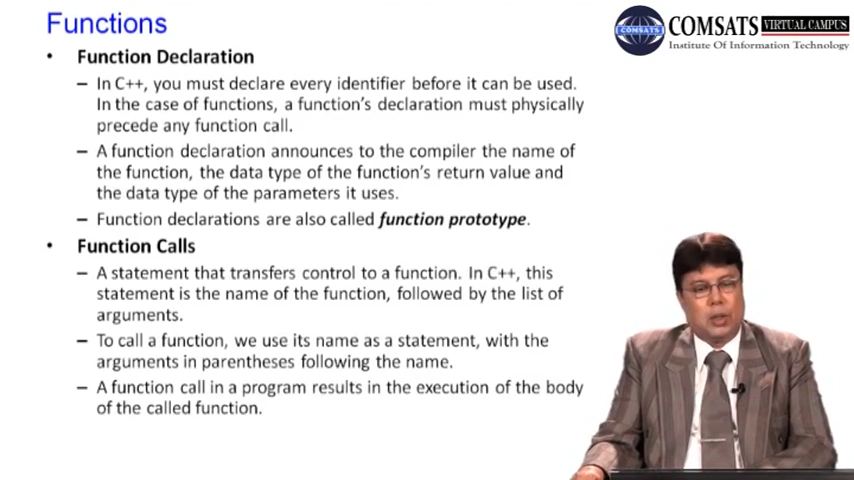 Functions
COMSATS VIRTUAL CAMPUS
Institute Of Information Technology
COMSATS
• Function Declaration
– In C++, you must declare every identifier before it can be used.
In the case of functions, a function's declaration must physically
precede any function call.
– A function declaration announces to the compiler the name of
the function, the data type of the function's return value and
the data type of the parameters it uses.
– Function declarations are also called function prototype.
• Function Calls
– A statement that transfers control to a function. In C++, this
statement is the name of the function, followed by the list of
arguments.
– To call a function, we use its name as a statement, with the
arguments in parentheses following the name.
– A function call in a program results in the execution of the body
of the called function.